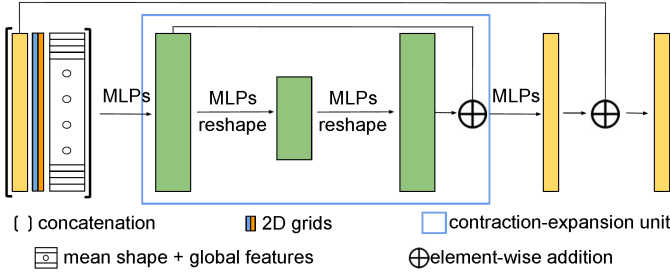 MLPs
MLPs
reshape
MLPs
reshape
MLPs
( ) concatenation
2D grids
contraction-expansion unit
mean shape + global features
element-wise addition